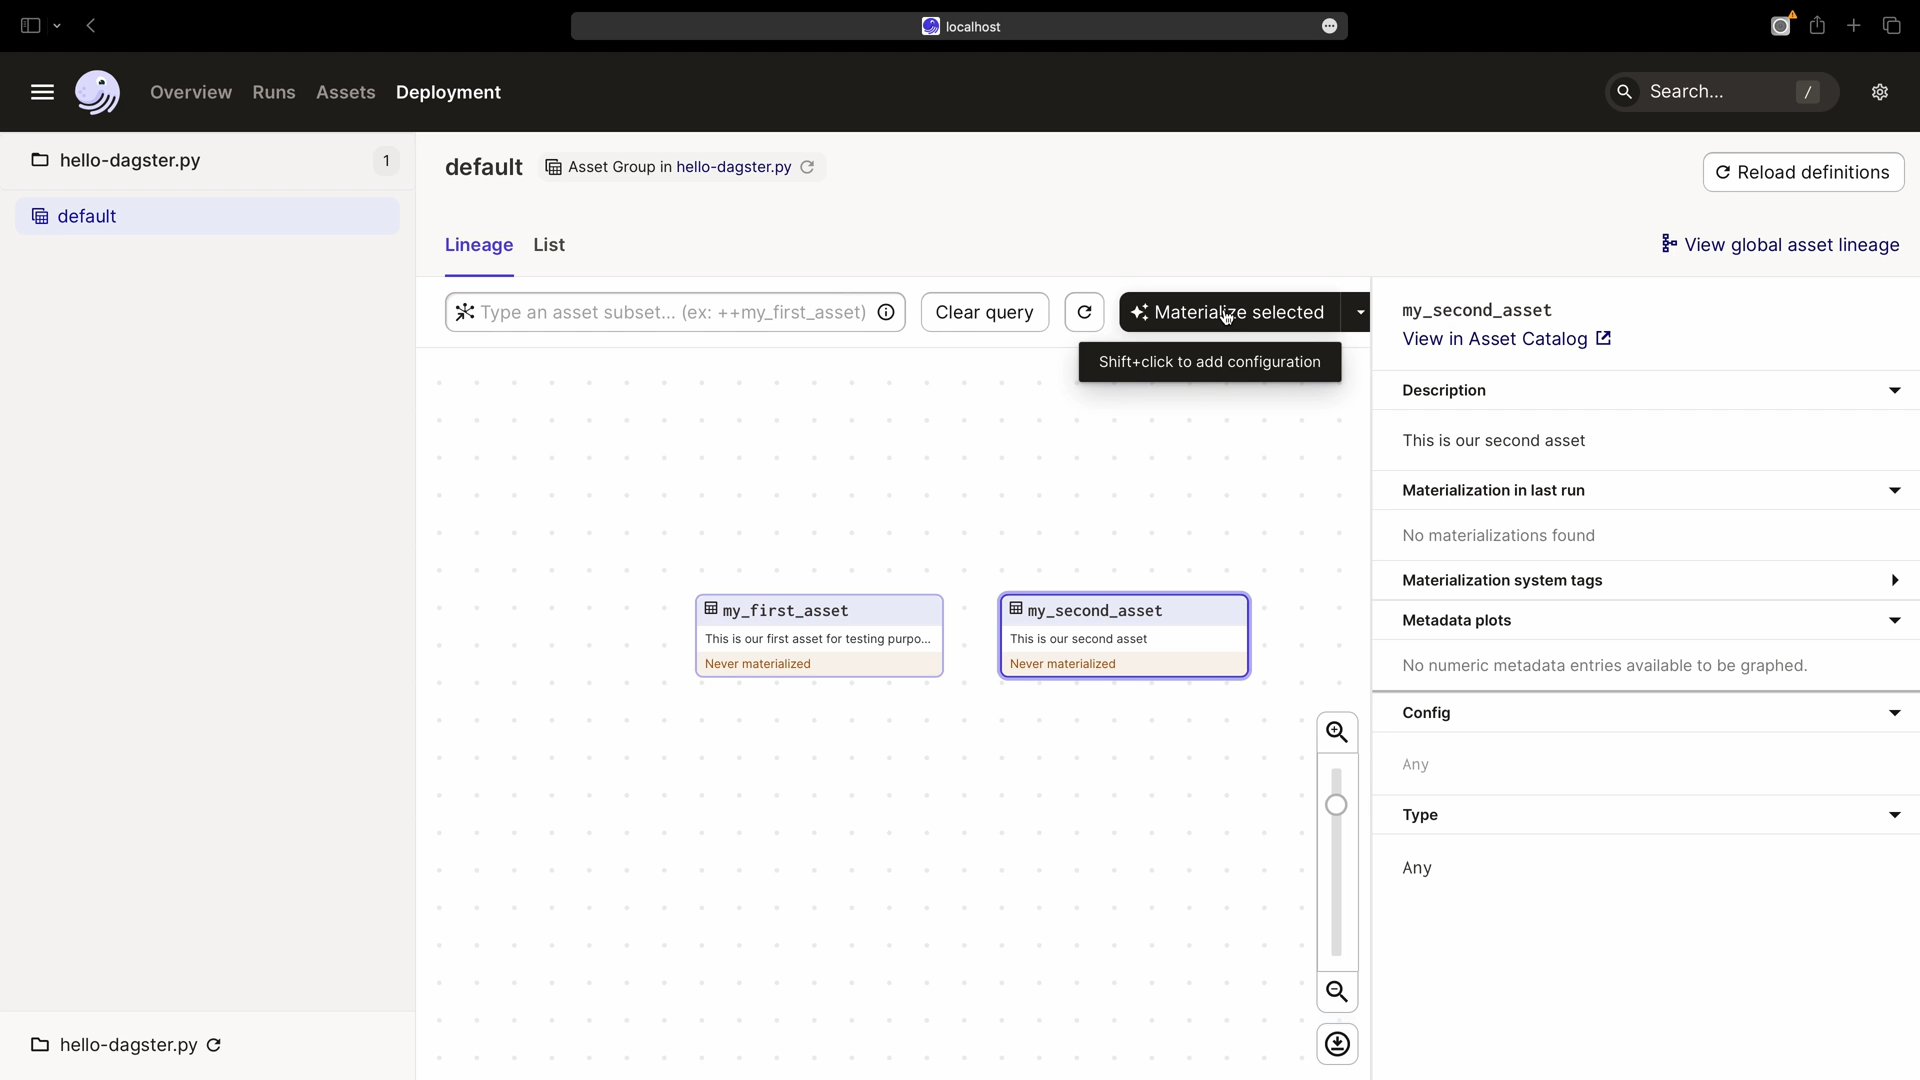 localhost
Overview Runs Assets Deployment
Search... /
hello-dagster.py 1
default
default Asset Group in hello-dagster.py
Reload definitions
Lineage List
View global asset lineage
Type an asset subset... (ex: ++my_first_asset)
Clear query
Materialize selected
Shift+click to add configuration
my_first_asset
This is our first asset for testing purpo...
Never materialized
my_second_asset
This is our second asset
Never materialized
my_second_asset
View in Asset Catalog
Description
This is our second asset
Materialization in last run
No materializations found
Materialization system tags
Metadata plots
No numeric metadata entries available to be graphed.
Config
Any
Type
Any
hello-dagster.py